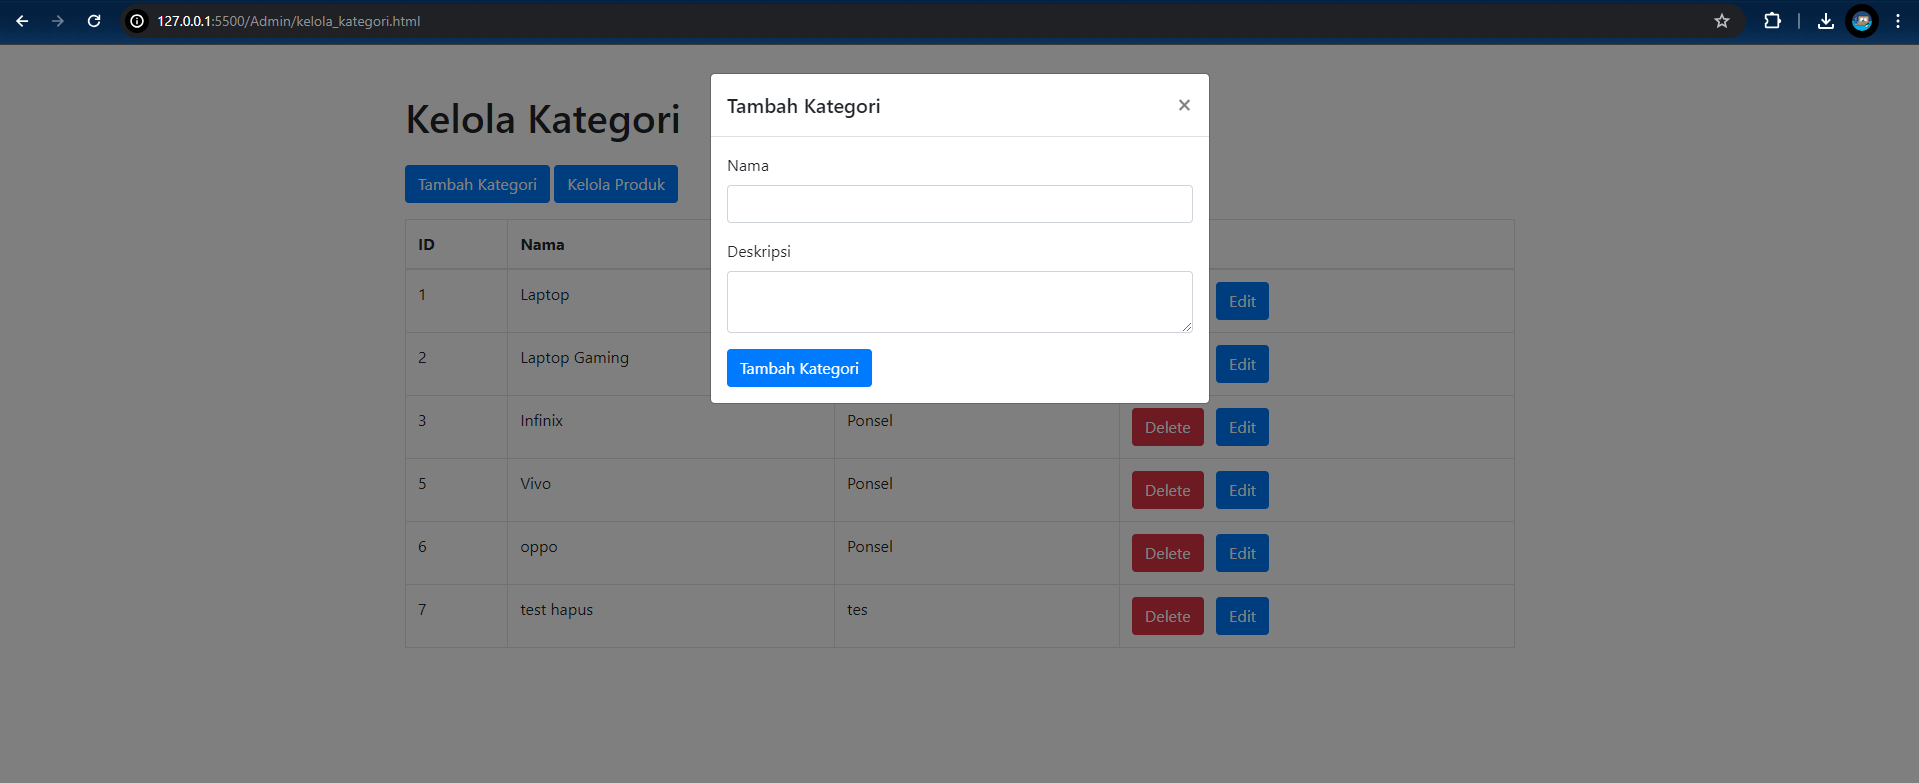 127.0.0.1:5500/Admin/kelola_kategori.html
Kelola Kategori
Tambah Kategori Kelola Produk
Tambah Kategori ×
Nama
Deskripsi
Tambah Kategori
ID Nama
1 Laptop Edit
2 Laptop Gaming Edit
3 Infinix Ponsel Delete Edit
5 Vivo Ponsel Delete Edit
6 oppo Ponsel Delete Edit
7 test hapus tes Delete Edit